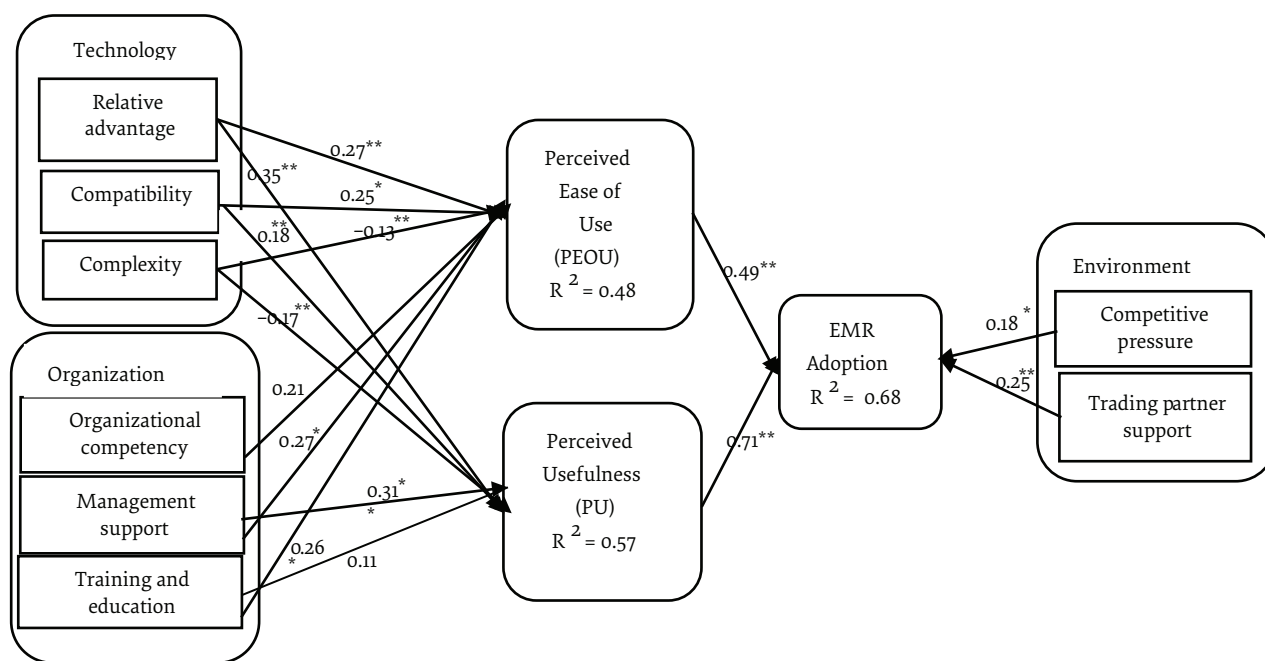 Technology
Relative
advantage
Compatibility
Complexity
Organization
Organizational
competency
Management
support
Training and
education
0.27**
0.35**
0.25*
0.18**
−0.13**
−0.17**
0.21
0.27*
0.31*
*
0.26
*
0.11
Perceived
Ease of
Use
(PEOU)
R 2 = 0.48
Perceived
Usefulness
(PU)
R 2 = 0.57
0.49**
0.71**
EMR
Adoption
R 2 = 0.68
0.18 *
0.25**
Environment
Competitive
pressure
Trading partner
support